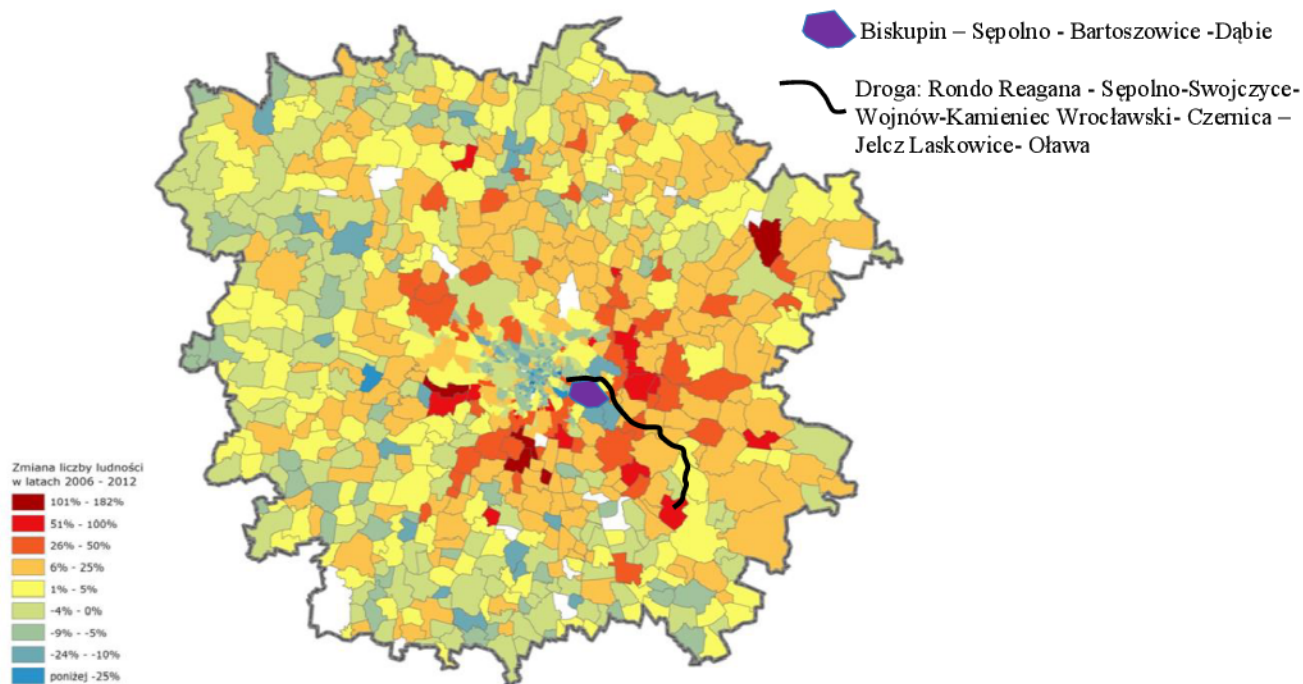 Biskupin – Sępolno - Bartoszowice -Dąbie
Droga: Rondo Reagana - Sępolno-Swojczyce-
Wojnów-Kamieniec Wrocławski- Czernica –
Jelcz Laskowice- Oława
Zmiana liczby ludności
w latach 2006 - 2012
101% - 182%
51% - 100%
26% - 50%
6% - 25%
1% - 5%
-4% - 0%
-9% - -5%
-24% - -10%
poniżej -25%